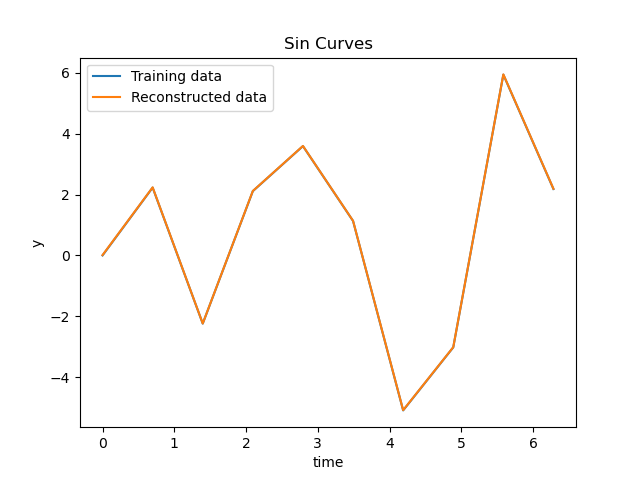 Sin Curves
Training data
Reconstructed data
y
6
4
2
0
−2
−4
0 1 2 3 4 5 6
time